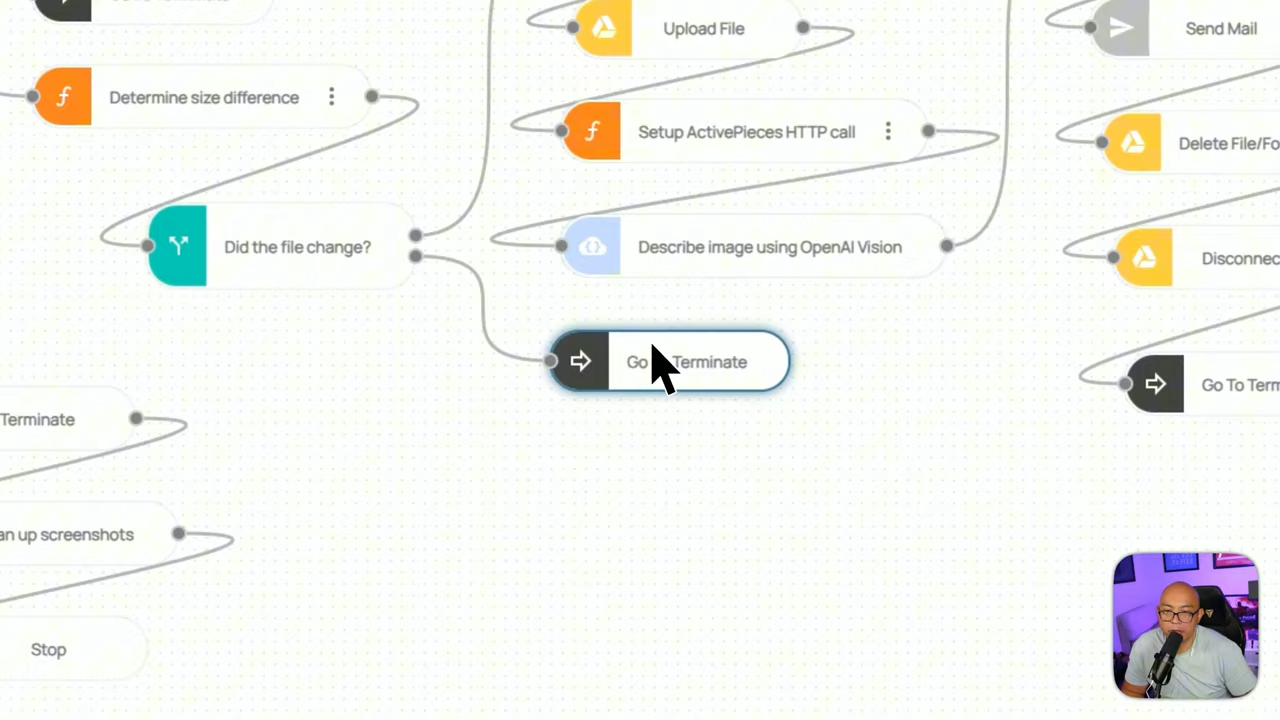 Upload File
Send Mail
Determine size difference
Setup ActivePieces HTTP call
Delete File/Fo
Did the file change?
Describe image using OpenAI Vision
Disconnec
Go Terminate
Go To Term
Terminate
an up screenshots
Stop